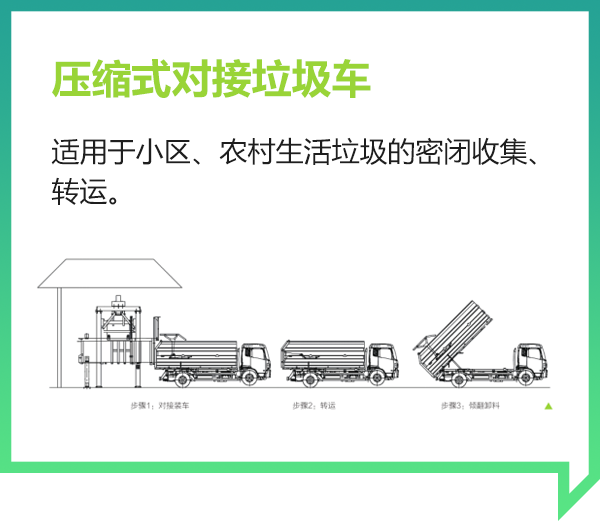 压缩式对接垃圾车
适用于小区、农村生活垃圾的密闭收集、
转运。
步骤1：对接装车
步骤2：转运
步骤3：倾翻卸料